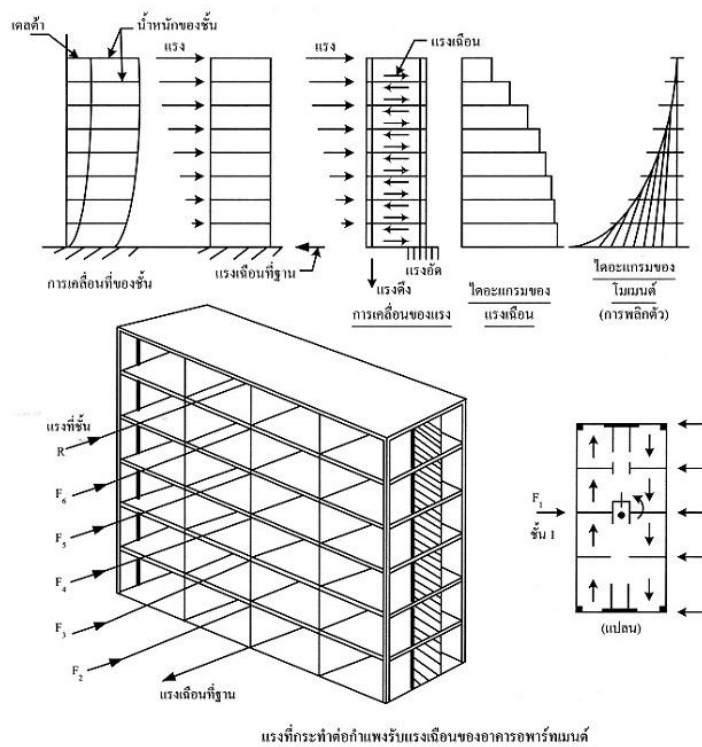 เดลต้า
น้ำหนักของชั้น
แรง
แรง
แรงเฉือน
แรงเฉือนที่ฐาน
แรงดึง
แรงอัด
การเคลื่อนที่ของชั้น
การเคลื่อนของแรง
ไดอะแกรมของ
แรงเฉือน
ไดอะแกรมของ
โมเมนต์
(การพลิกตัว)
แรงที่ชั้น
R
F6
F5
F4
F3
F2
แรงเฉือนที่ฐาน
F1
ชั้น 1
(แปลน)
แรงที่กระทำต่อกำแพงรับแรงเฉือนของอาคารอพาร์ทเมนต์